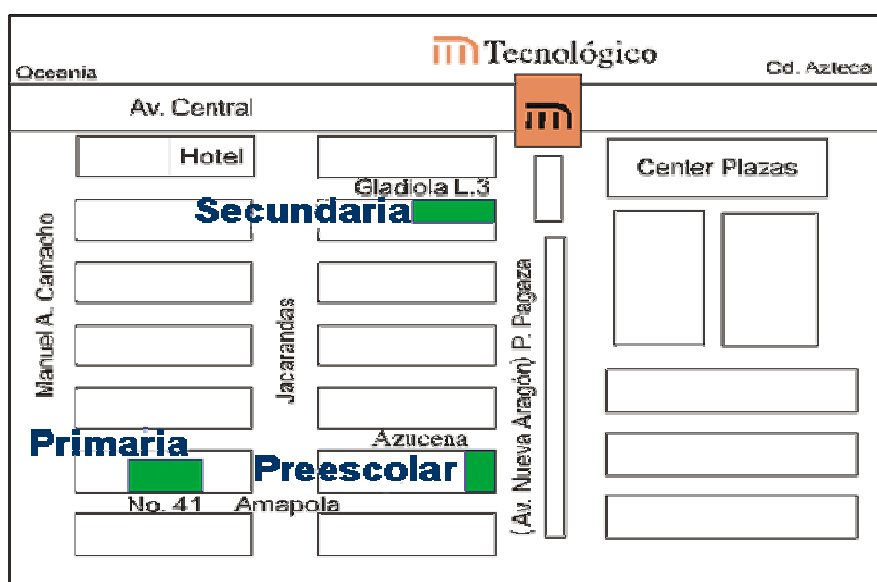 Tecnológico
Oceania
Cd. Azteca
Av. Central
Hotel
Center Plazas
Gladiola L.3
Secundaria
Manuel A. Camacho
Jacarandas
( Av. Nueva Aragón) P. Pagaza
Primaria
Azucena
Preescolar
No. 41
Amapola